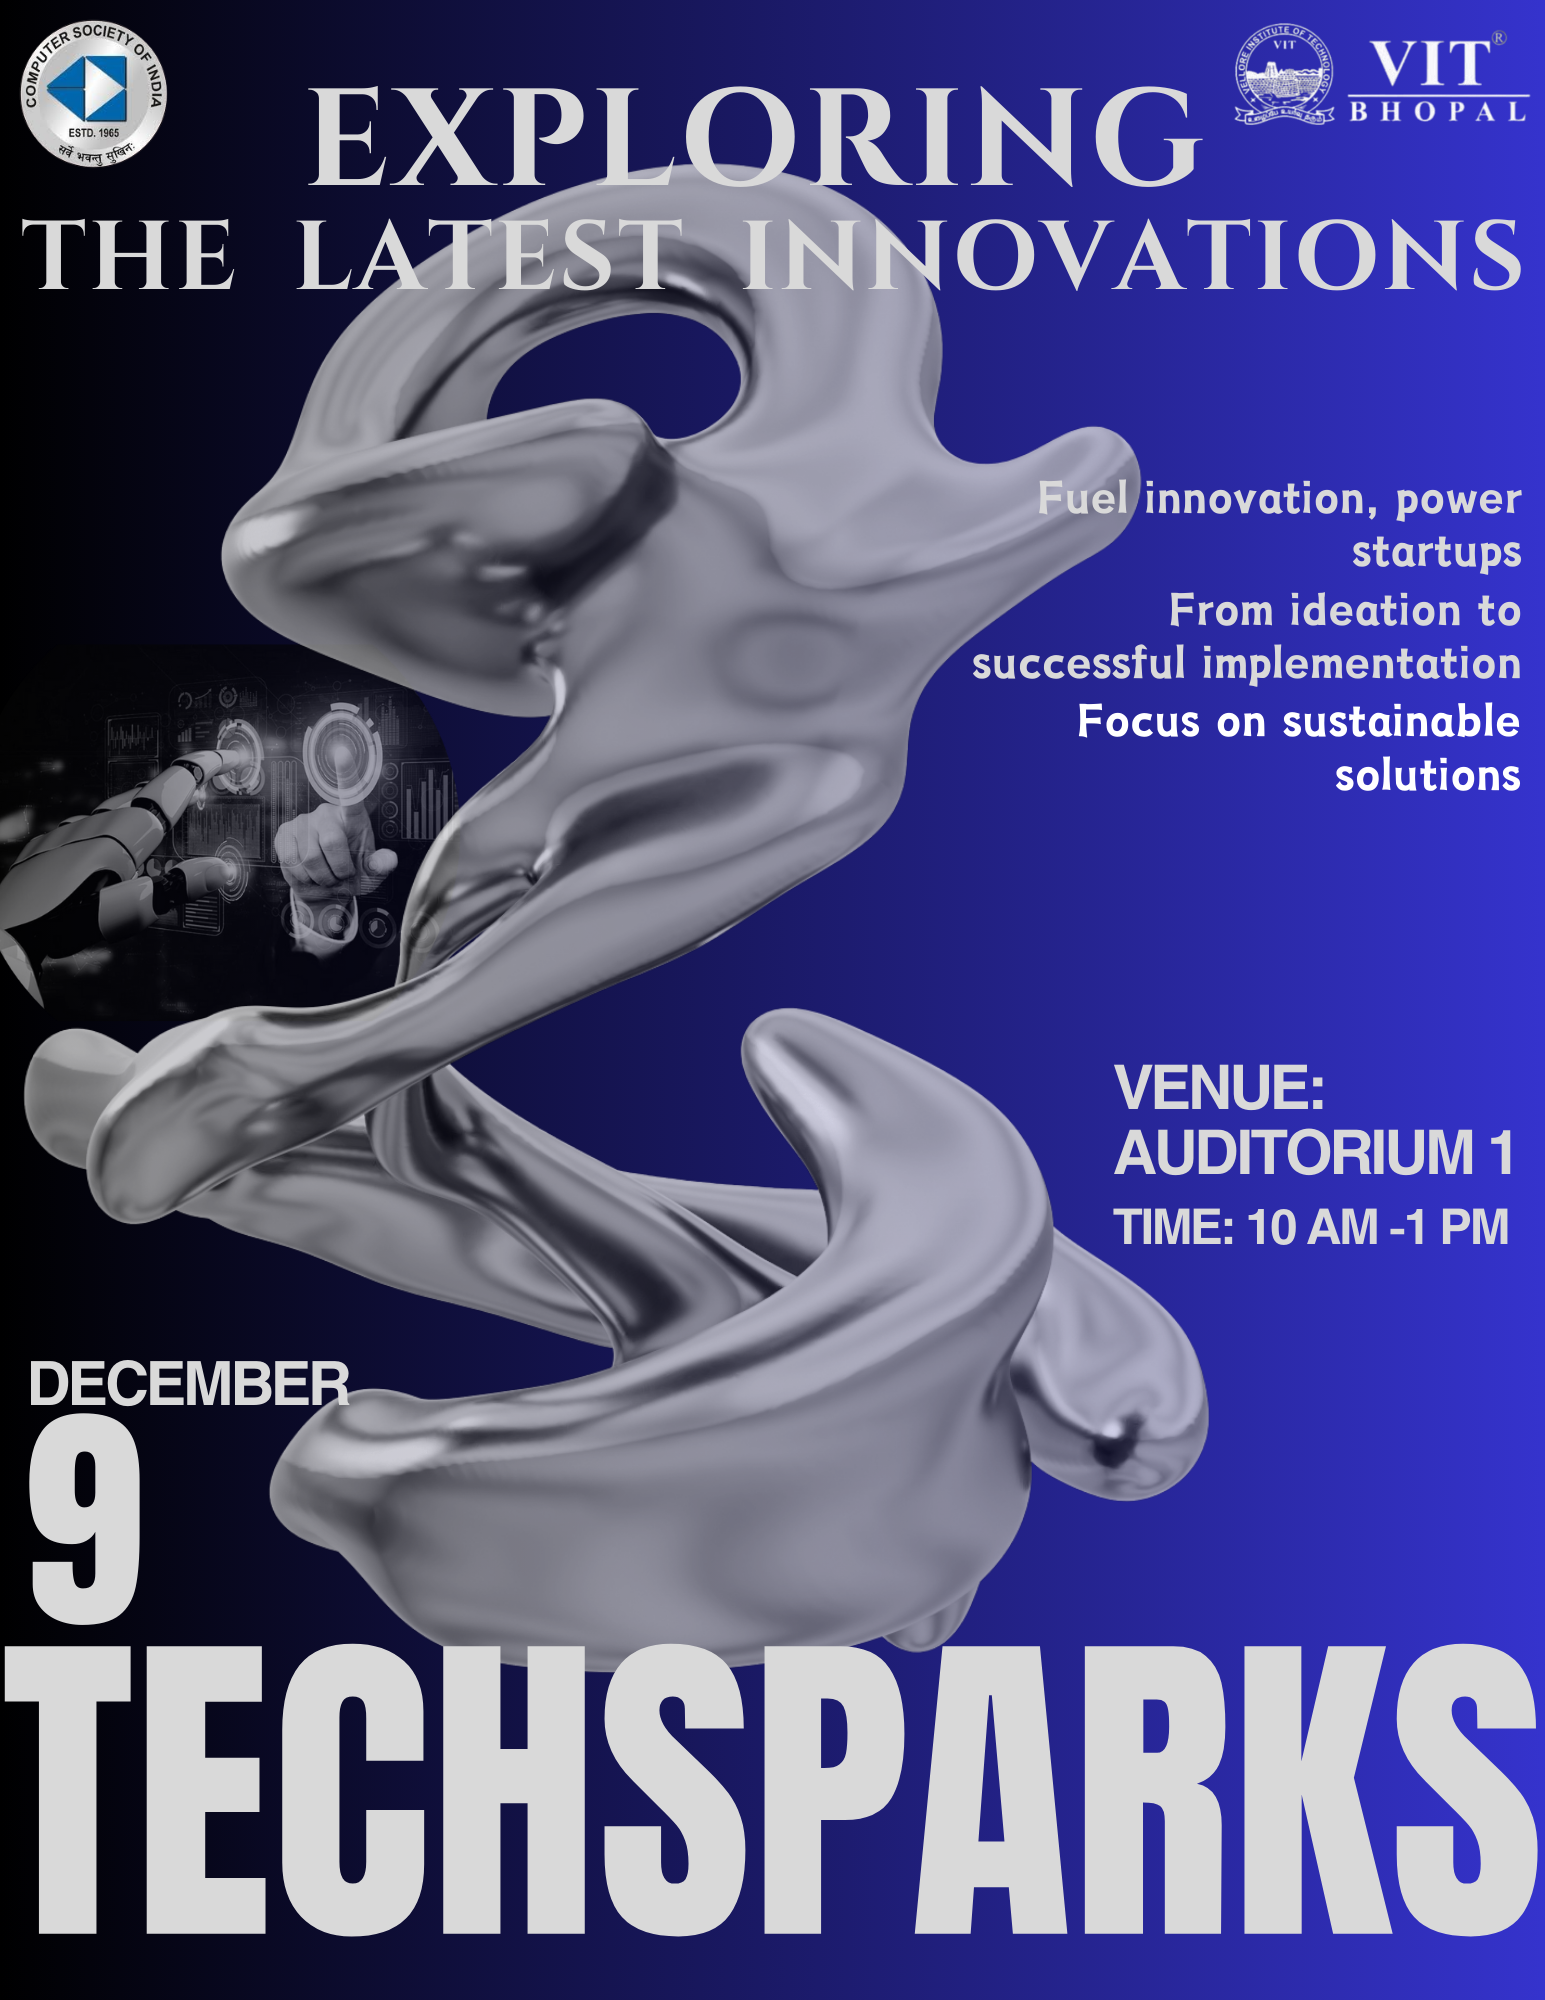 COMPUTER SOCIETY OF INDIA
ESTD. 1965
सर्वे भवन्तु सुखिनः
VELLORE INSTITUTE OF TECHNOLOGY
VIT
VIT®
BHOPAL
EXPLORING
THE LATEST INNOVATIONS
Fuel innovation, power
startups
From ideation to
successful implementation
Focus on sustainable
solutions
VENUE:
AUDITORIUM 1
TIME: 10 AM -1 PM
DECEMBER
9
TECHSPARKS